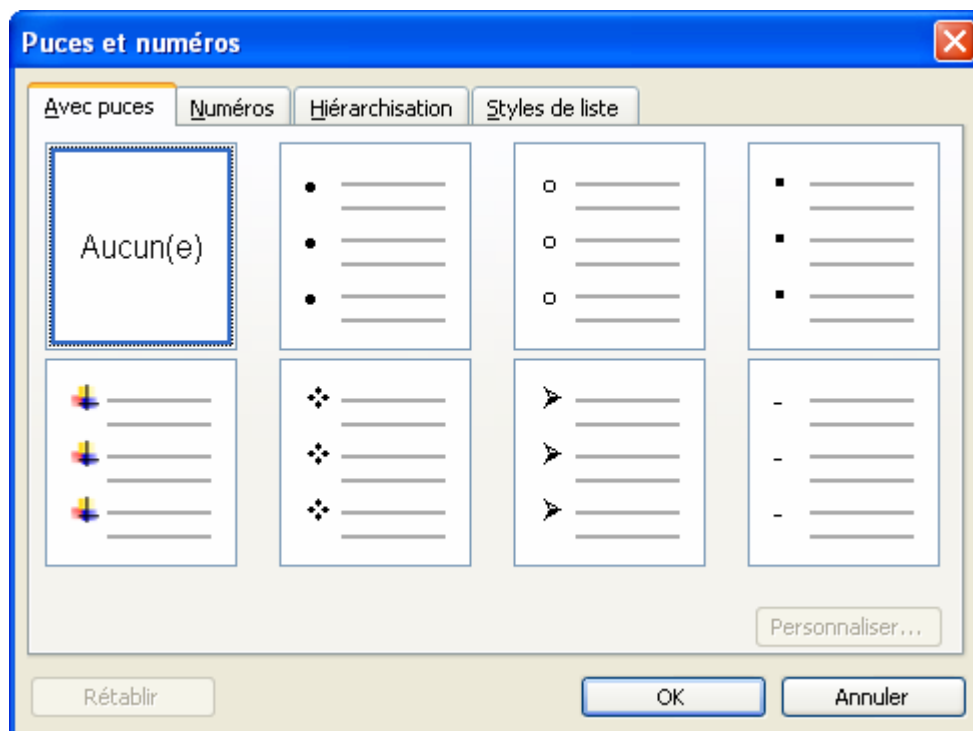 Puces et numéros
Avec puces Numéros Hiérarchisation Styles de liste
Aucun(e)
Personnaliser...
Rétablir OK Annuler